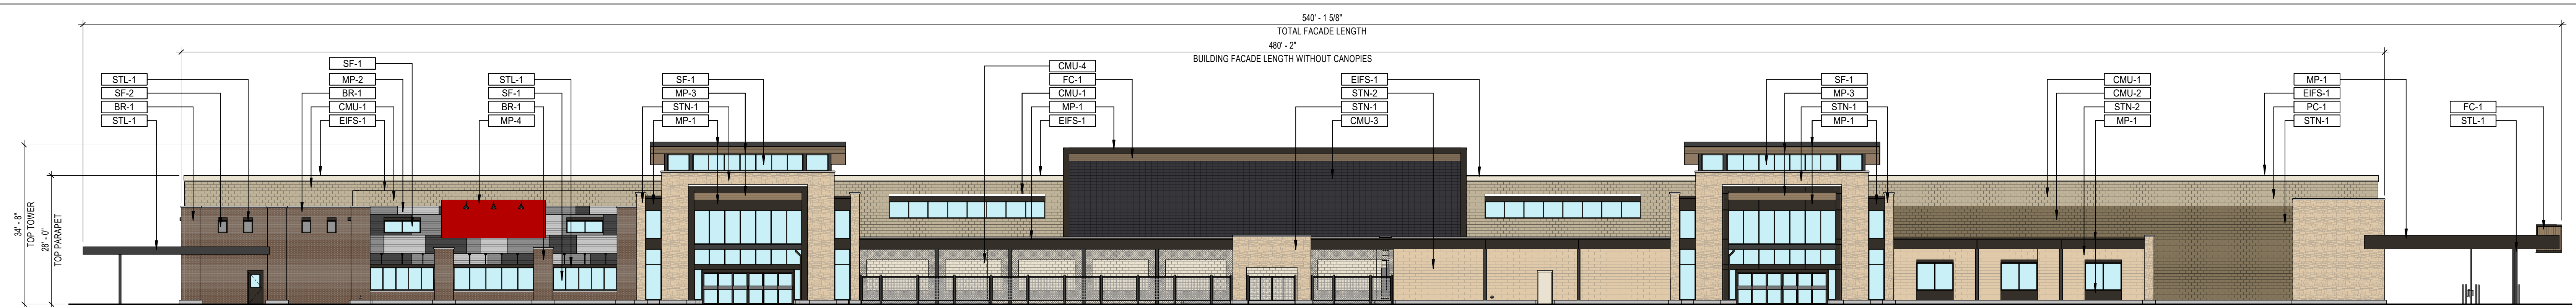 540' - 1 5/8"
TOTAL FACADE LENGTH
480' - 2"
BUILDING FACADE LENGTH WITHOUT CANOPIES
STL-1
SF-2
BR-1
STL-1
SF-1
MP-2
BR-1
CMU-1
EIFS-1
STL-1
SF-1
BR-1
MP-4
SF-1
MP-3
STN-1
MP-1
CMU-4
FC-1
CMU-1
MP-1
EIFS-1
EIFS-1
STN-2
STN-1
CMU-3
SF-1
MP-3
STN-1
MP-1
CMU-1
CMU-2
STN-2
MP-1
MP-1
EIFS-1
PC-1
STN-1
FC-1
STL-1
34' - 8"
TOP TOWER
28' - 0"
TOP PARAPET